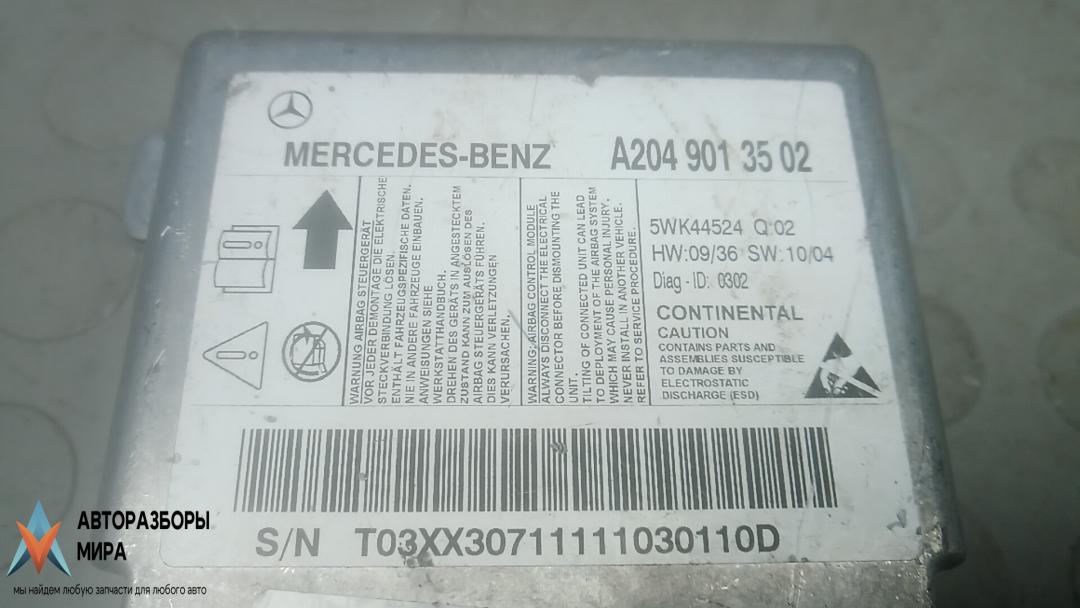 MERCEDES-BENZ A204 901 35 02
WARNUNG AIRBAG STEUERGERÄT
VOR JEDER DEMONTAGE DIE ELEKTRISCHE
STECKVERBINDUNG LÖSEN.
ENTHÄLT FAHRZEUGSPEZIFISCHE DATEN.
NIE IN ANDERE FAHRZEUGE EINBAUEN.
ANWEISUNGEN SIEHE
WERKSTATTHANDBUCH.
DREHEN DES GERÄTS IN ANGESTECKTEM
ZUSTAND KANN ZUM AUSLÖSEN DES
AIRBAG STEUERGERÄTS FÜHREN.
DIES KANN VERLETZUNGEN
VERURSACHEN.
WARNING: AIRBAG CONTROL MODULE
ALWAYS DISCONNECT THE ELECTRICAL
CONNECTOR BEFORE DISMOUNTING THE
UNIT.
TILTING OF CONNECTED UNIT CAN LEAD
TO DEPLOYMENT OF THE AIRBAG SYSTEM
WHICH MAY CAUSE PERSONAL INJURY.
NEVER INSTALL IN ANOTHER VEHICLE.
REFER TO SERVICE PROCEDURE.
5WK44524 Q:02
HW:09/36 SW:10/04
Diag - ID: 0302
CONTINENTAL
CAUTION
CONTAINS PARTS AND
ASSEMBLIES SUSCEPTIBLE
TO DAMAGE BY
ELECTROSTATIC
DISCHARGE (ESD)
S/N T03XX30711111030110D
АВТОРАЗБОРЫ
МИРА
мы найдем любую запчасти для любого авто